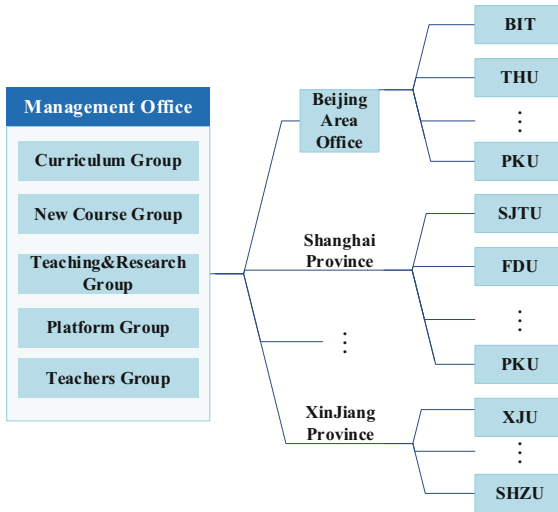 Management Office
Curriculum Group
New Course Group
Teaching&Research
Group
Platform Group
Teachers Group
Beijing
Area
Office
Shanghai
Province
⋮
XinJiang
Province
BIT
THU
⋮
PKU
SJTU
FDU
⋮
PKU
XJU
⋮
SHZU